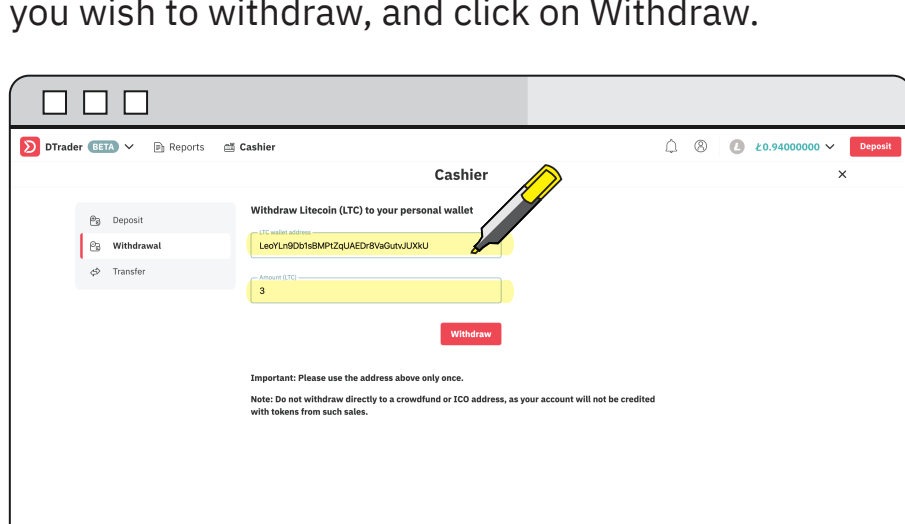 you wish to withdraw, and click on Withdraw.
DTrader BETA Reports Cashier Ł0.94000000 Deposit
Cashier
Deposit
Withdrawal
Transfer
Withdraw Litecoin (LTC) to your personal wallet
LTC wallet address
LeoYLn9Db1sBMPtZqUAEDr8VaGutvJUXkU
Amount (LTC)
3
Withdraw
Important: Please use the address above only once.
Note: Do not withdraw directly to a crowdfund or ICO address, as your account will not be credited
with tokens from such sales.